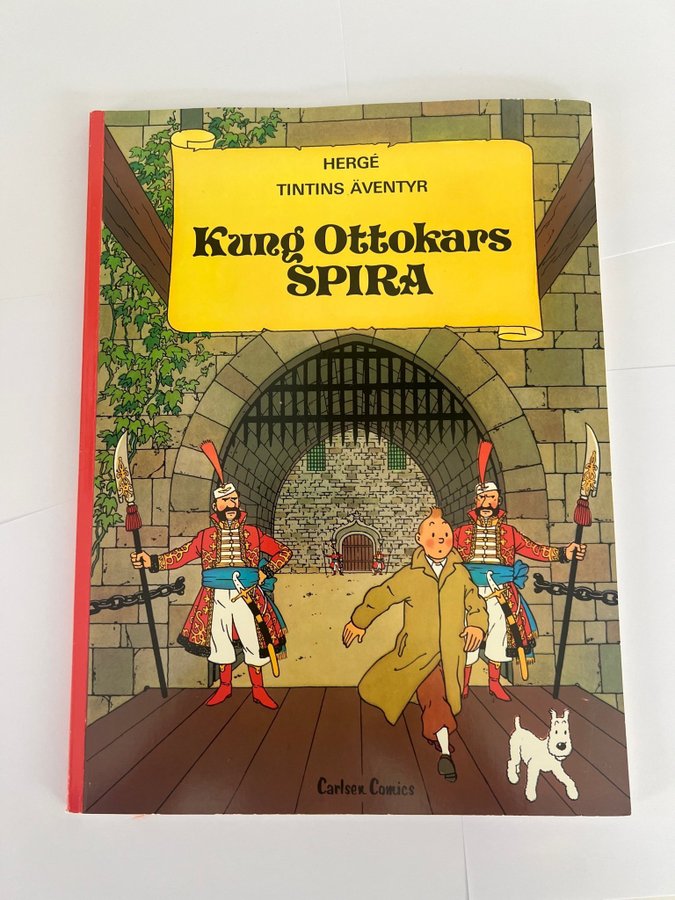 HERGÉ
TINTINS ÄVENTYR
Kung Ottokars
SPIRA
Carlsen Comics